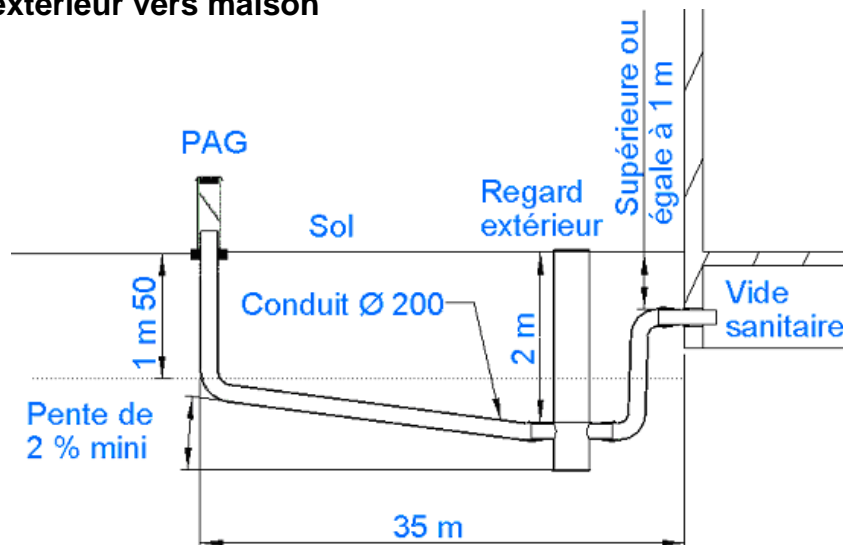 extérieur vers maison
PAG
Sol
Regard
extérieur
Supérieure ou
égale à 1 m
1 m 50
Conduit Ø 200
2 m
Vide
sanitaire
Pente de
2 % mini
35 m